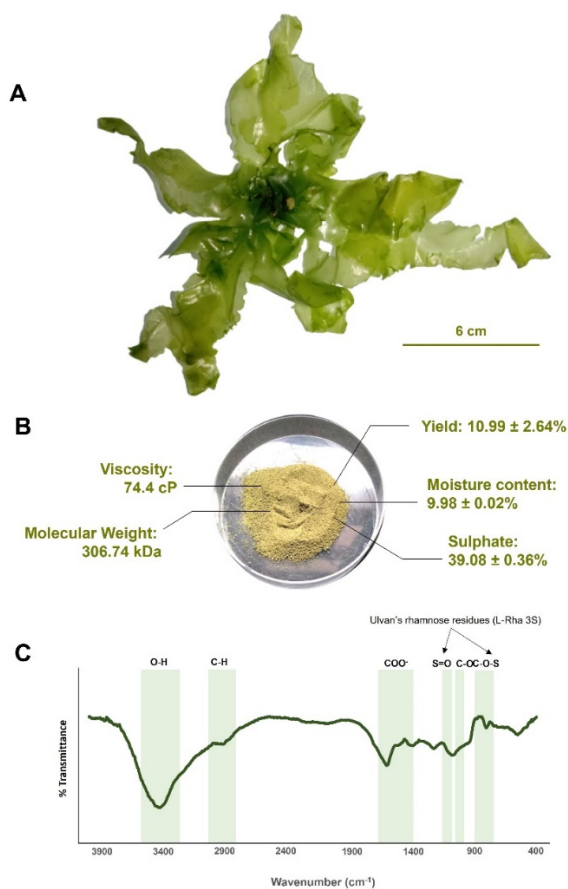 A
6 cm
B
Yield: 10.99 ± 2.64%
Viscosity:
74.4 cP
Moisture content:
9.98 ± 0.02%
Molecular Weight:
306.74 kDa
Sulphate:
39.08 ± 0.36%
Ulvan's rhamnose residues (L-Rha 3S)
C
O-H
C-H
COO⁻
S=O
C-O
C-O-S
% Transmittance
3900
3400
2900
2400
1900
1400
900
400
Wavenumber (cm⁻¹)